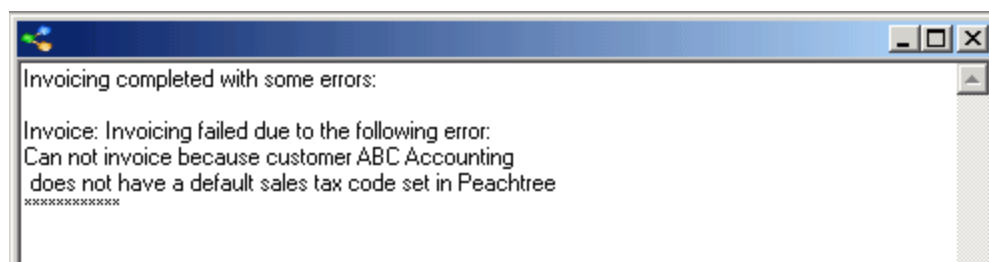 Invoicing completed with some errors:
Invoice: Invoicing failed due to the following error:
Can not invoice because customer ABC Accounting
does not have a default sales tax code set in Peachtree
************